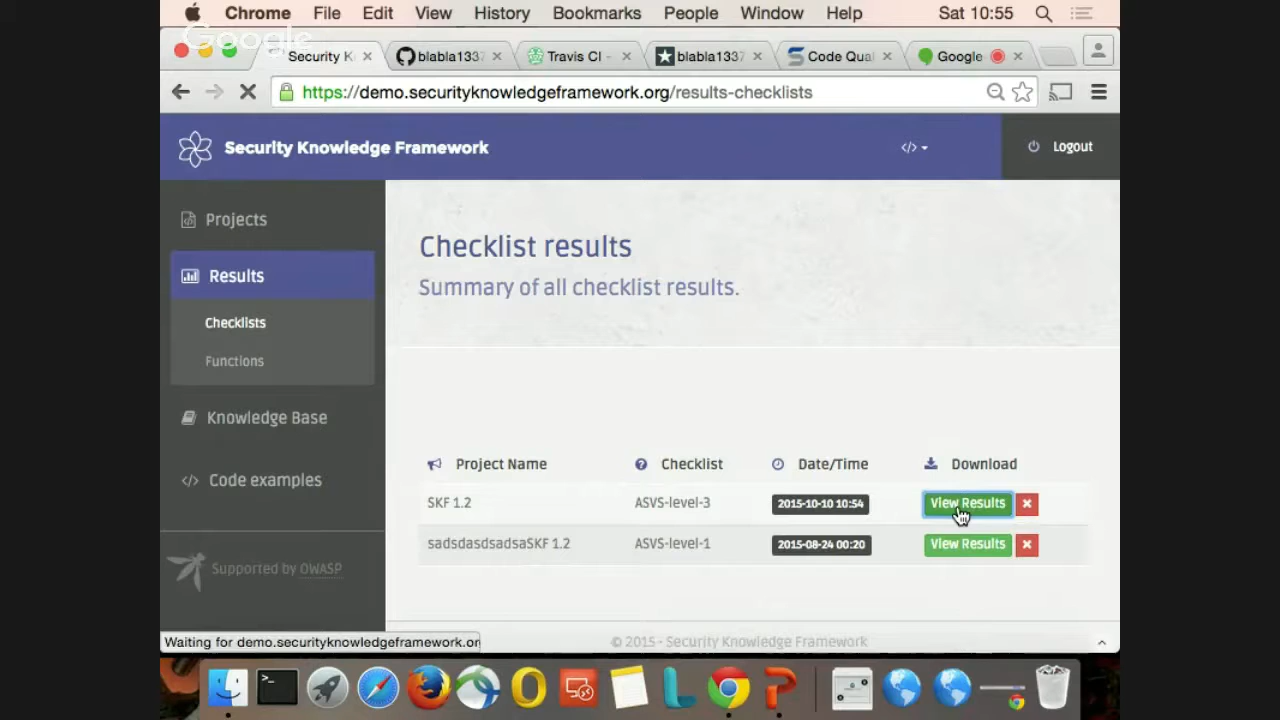 Chrome File Edit View History Bookmarks People Window Help Sat 10:55
Google
Security K blabla1337 Travis CI - blabla1337 Code Qual Google
https://demo.securityknowledgeframework.org/results-checklists
Security Knowledge Framework </> Logout
Projects
Results
Checklists
Functions
Knowledge Base
</> Code examples
Supported by OWASP
Checklist results
Summary of all checklist results.
Project Name Checklist Date/Time Download
SKF 1.2 ASVS-level-3 2015-10-10 10:54 View Results
sadsdasdsadsaSKF 1.2 ASVS-level-1 2015-08-24 00:20 View Results
Waiting for demo.securityknowledgeframework.or
© 2015 - Security Knowledge Framework